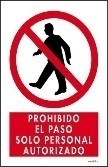 PROHIBIDO
EL PASO
SOLO PERSONAL
AUTORIZADO